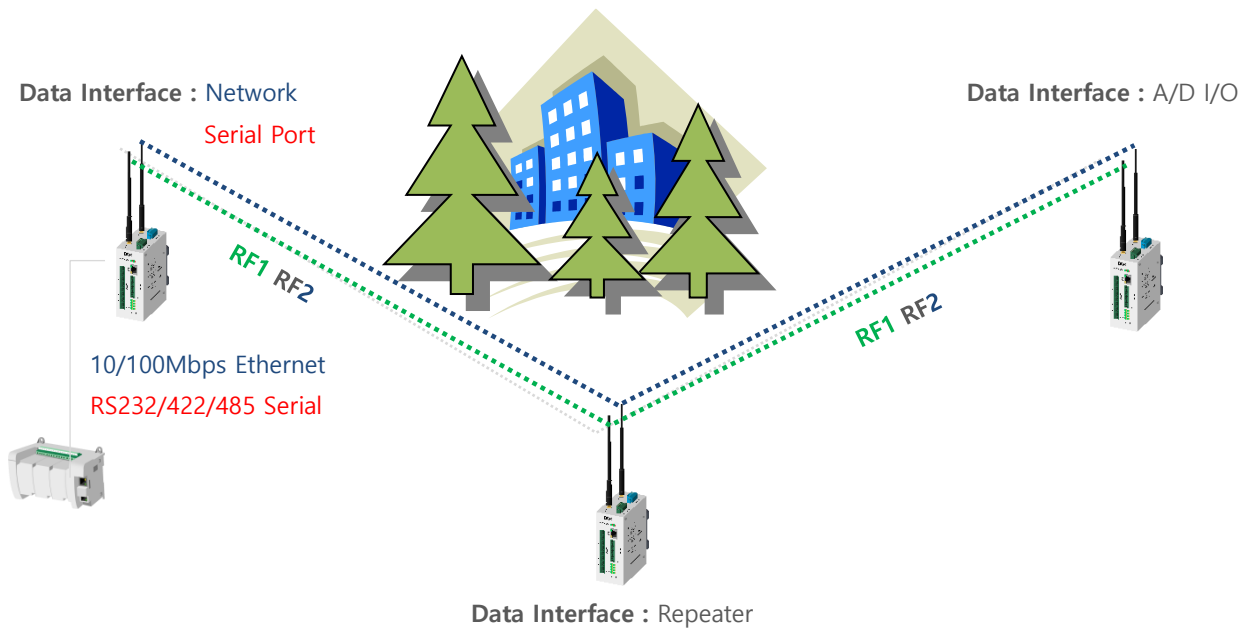 Data Interface : Network
Serial Port
Data Interface : A/D I/O
RF1 RF2
RF1 RF2
10/100Mbps Ethernet
RS232/422/485 Serial
Data Interface : Repeater